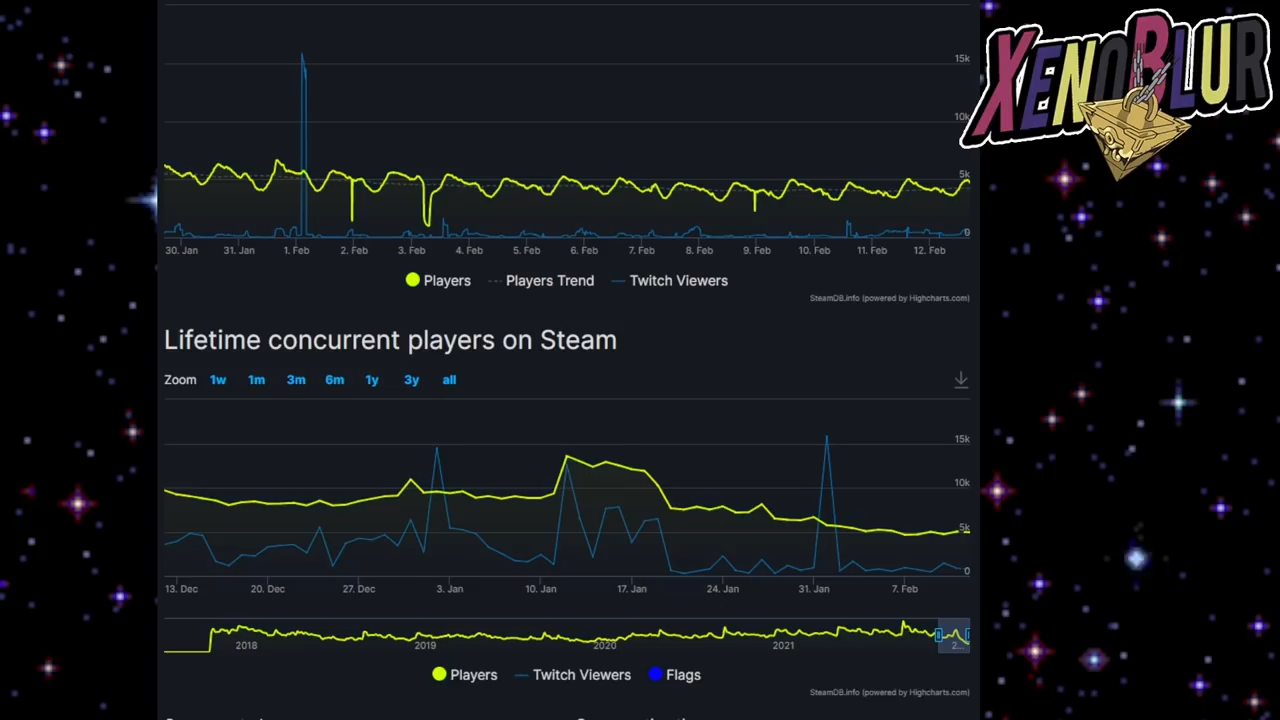 XENOBLUR
15k
10k
5k
0
30. Jan 31. Jan 1. Feb 2. Feb 3. Feb 4. Feb 5. Feb 6. Feb 7. Feb 8. Feb 9. Feb 10. Feb 11. Feb 12. Feb
Players Players Trend Twitch Viewers
SteamDB.info (powered by Highcharts.com)
Lifetime concurrent players on Steam
Zoom 1w 1m 3m 6m 1y 3y all
15k
10k
5k
0
13. Dec 20. Dec 27. Dec 3. Jan 10. Jan 17. Jan 24. Jan 31. Jan 7. Feb
2018 2019 2020 2021 2...
Players Twitch Viewers Flags
SteamDB.info (powered by Highcharts.com)